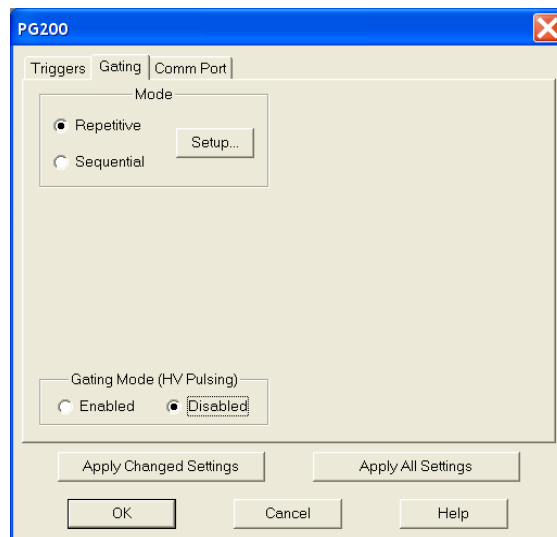 PG200
Triggers Gating Comm Port
Mode
Repetitive
Setup...
Sequential
Gating Mode (HV Pulsing)
Enabled Disabled
Apply Changed Settings Apply All Settings
OK Cancel Help